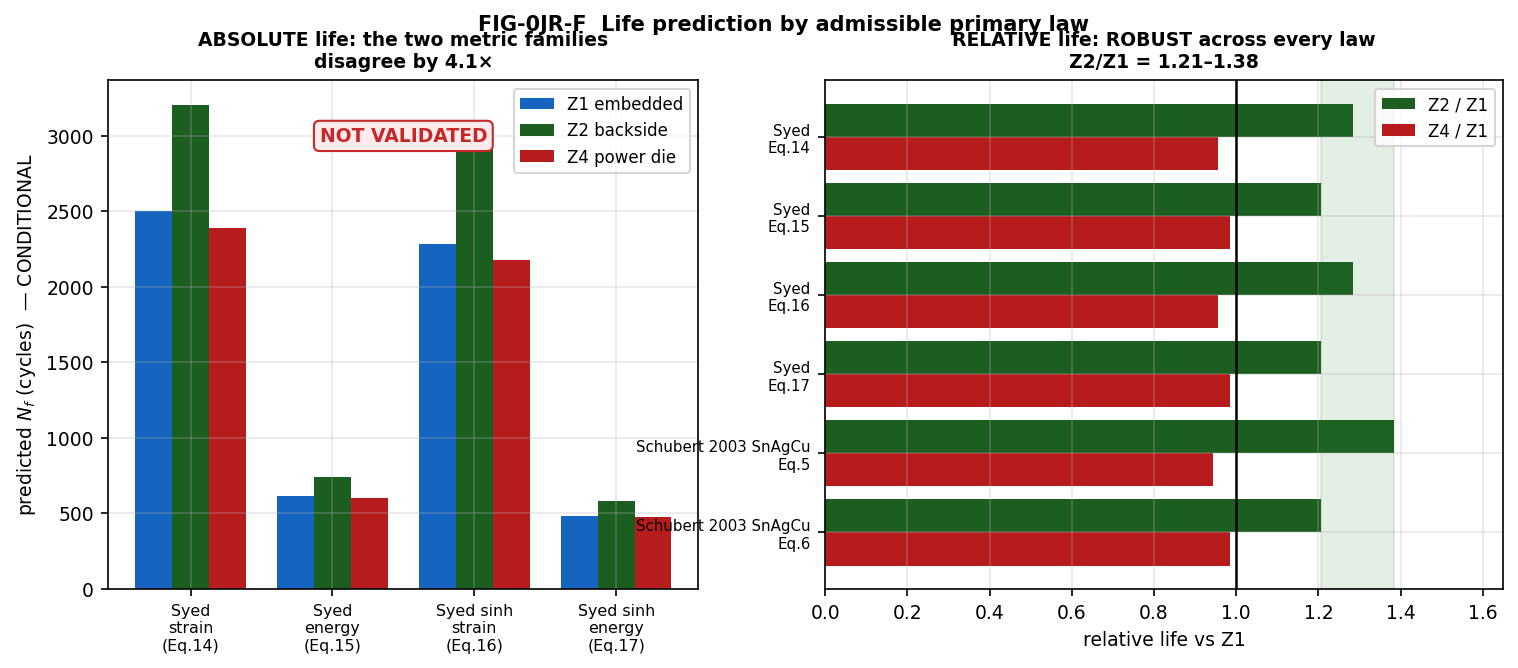 FIG-0JR-F  Life prediction by admissible primary law
ABSOLUTE life: the two metric families
disagree by 4.1×
NOT VALIDATED
Z1 embedded
Z2 backside
Z4 power die
predicted N_f (cycles)  — CONDITIONAL
3000
2500
2000
1500
1000
500
0
Syed
strain
(Eq.14)
Syed
energy
(Eq.15)
Syed sinh
strain
(Eq.16)
Syed sinh
energy
(Eq.17)
RELATIVE life: ROBUST across every law
Z2/Z1 = 1.21–1.38
Z2 / Z1
Z4 / Z1
Syed
Eq.14
Syed
Eq.15
Syed
Eq.16
Syed
Eq.17
Schubert 2003 SnAgCu
Eq.5
Schubert 2003 SnAgCu
Eq.6
0.0
0.2
0.4
0.6
0.8
1.0
1.2
1.4
1.6
relative life vs Z1